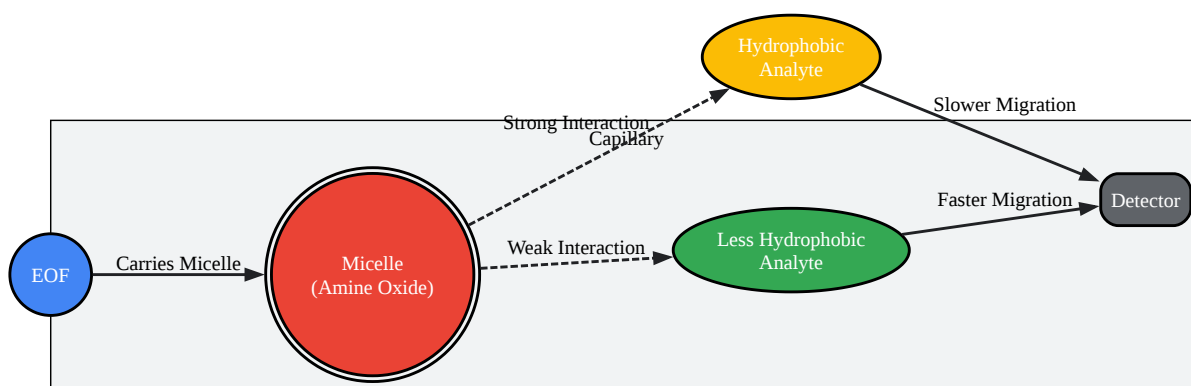 Hydrophobic
Analyte
Slower Migration
Strong Interaction
Capillary
Detector
Faster Migration
Less Hydrophobic
Analyte
Weak Interaction
EOF
Carries Micelle
Micelle
(Amine Oxide)